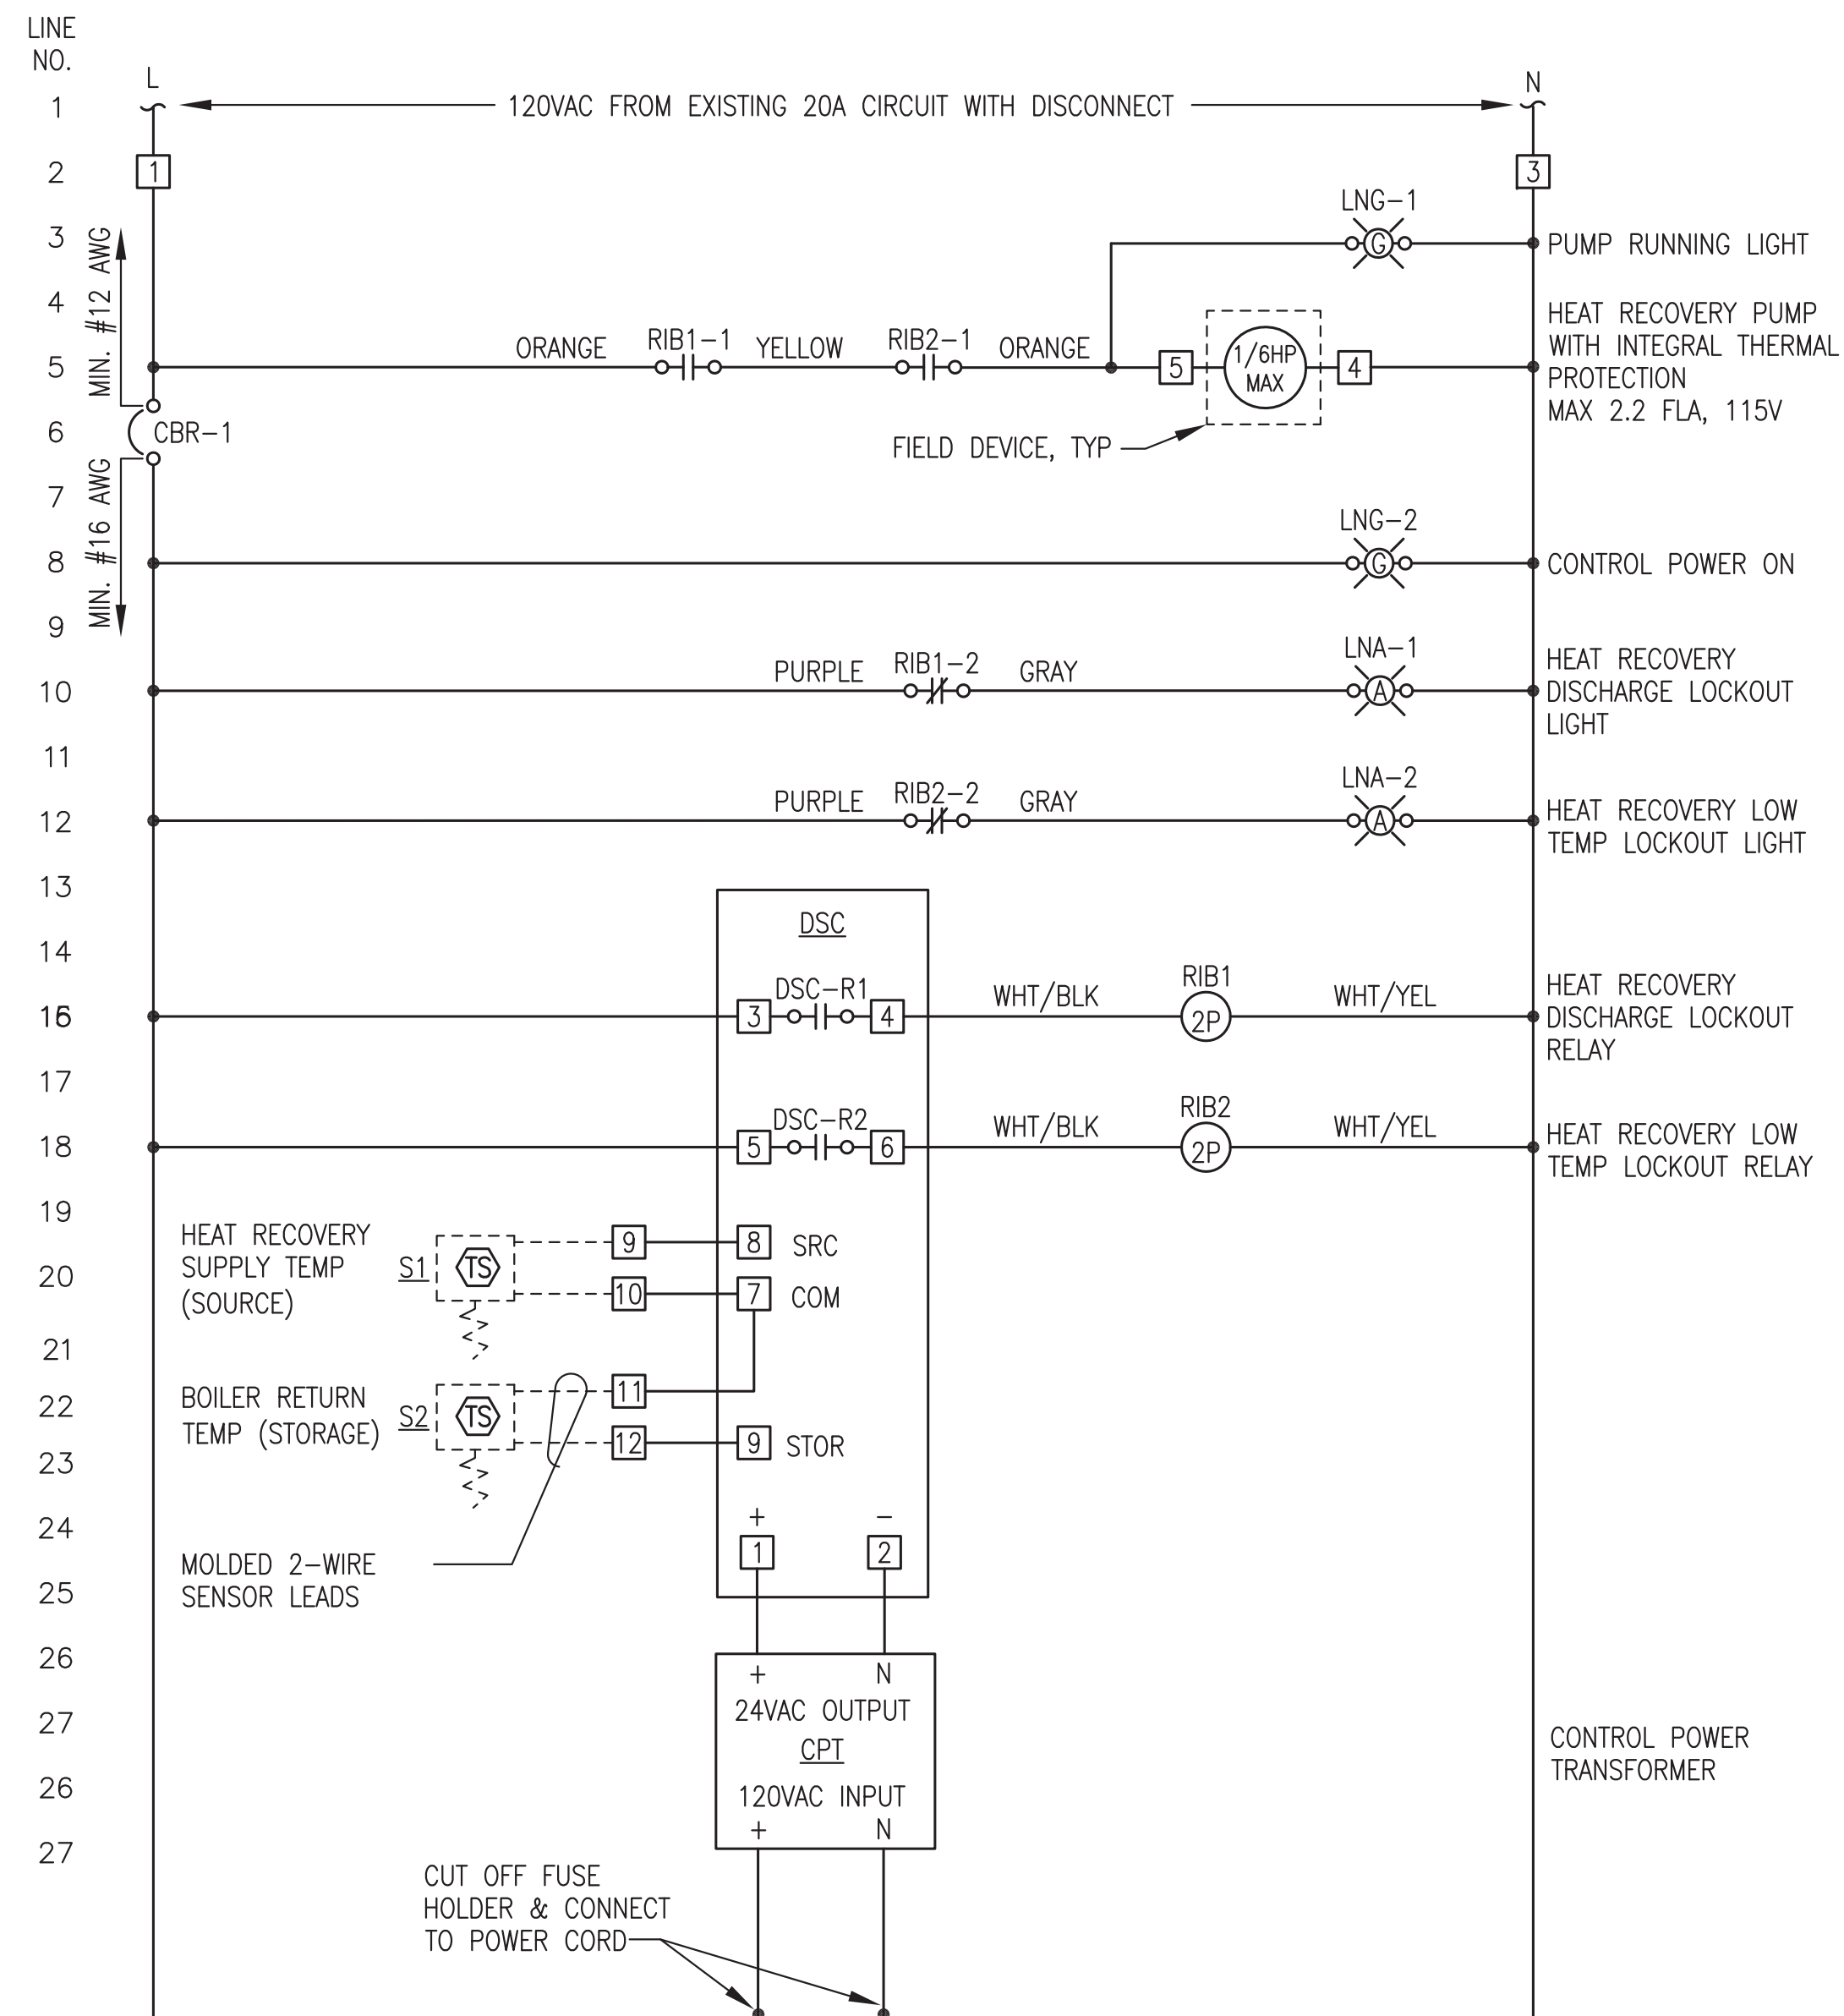 LINE
NO.
L
N
1
120VAC FROM EXISTING 20A CIRCUIT WITH DISCONNECT
2
1
3
LNG-1
3
G
PUMP RUNNING LIGHT
MIN. #12 AWG
4
HEAT RECOVERY PUMP
WITH INTEGRAL THERMAL
PROTECTION
MAX 2.2 FLA, 115V
5
ORANGE
RIB1-1
YELLOW
RIB2-1
ORANGE
5
1/6HP
MAX
4
6
CBR-1
FIELD DEVICE, TYP
MIN. #16 AWG
7
LNG-2
8
G
CONTROL POWER ON
9
10
PURPLE
RIB1-2
GRAY
LNA-1
A
HEAT RECOVERY
DISCHARGE LOCKOUT
LIGHT
11
12
PURPLE
RIB2-2
GRAY
LNA-2
A
HEAT RECOVERY LOW
TEMP LOCKOUT LIGHT
13
DSC
14
DSC-R1
3
4
WHT/BLK
RIB1
2P
WHT/YEL
HEAT RECOVERY
DISCHARGE LOCKOUT
RELAY
17
18
DSC-R2
5
6
WHT/BLK
RIB2
2P
WHT/YEL
HEAT RECOVERY LOW
TEMP LOCKOUT RELAY
19
HEAT RECOVERY
SUPPLY TEMP
(SOURCE)
S1
TS
9
8
SRC
20
10
7
COM
21
22
BOILER RETURN
TEMP (STORAGE)
S2
TS
11
12
9
STOR
23
24
+
-
1
2
MOLDED 2-WIRE
SENSOR LEADS
25
26
+
N
27
24VAC OUTPUT
CPT
CONTROL POWER
TRANSFORMER
26
120VAC INPUT
+
N
27
CUT OFF FUSE
HOLDER & CONNECT
TO POWER CORD